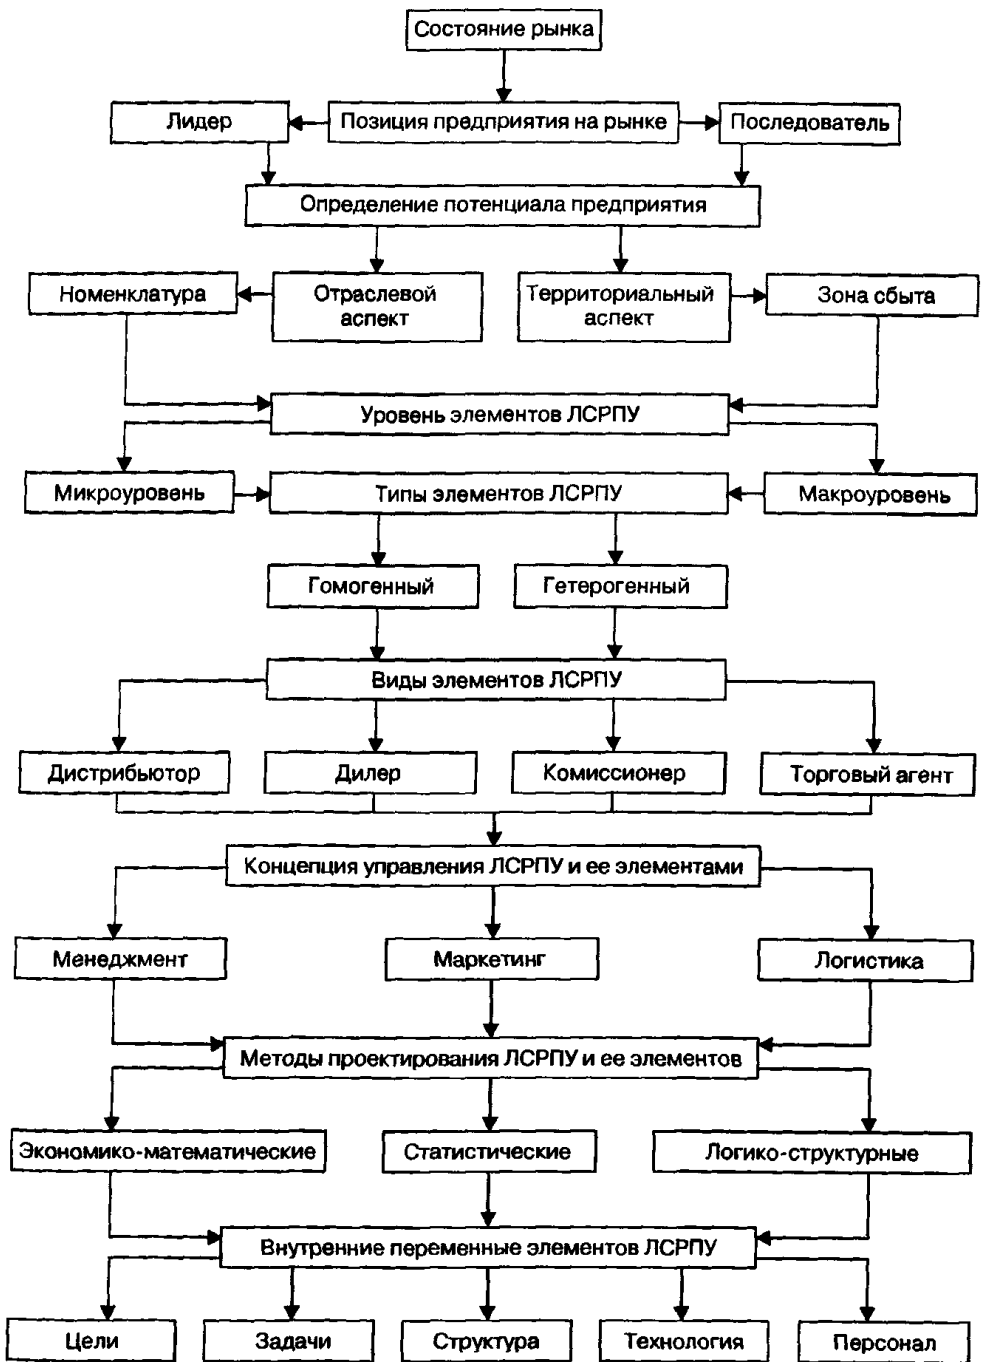 Состояние рынка
Лидер
Позиция предприятия на рынке
Последователь
Определение потенциала предприятия
Номенклатура
Отраслевой
аспект
Территориальный
аспект
Зона сбыта
Уровень элементов ЛСРПУ
Микроуровень
Типы элементов ЛСРПУ
Макроуровень
Гомогенный
Гетерогенный
Виды элементов ЛСРПУ
Дистрибьютор
Дилер
Комиссионер
Торговый агент
Концепция управления ЛСРПУ и ее элементами
Менеджмент
Маркетинг
Логистика
Методы проектирования ЛСРПУ и ее элементов
Экономико-математические
Статистические
Логико-структурные
Внутренние переменные элементов ЛСРПУ
Цели
Задачи
Структура
Технология
Персонал